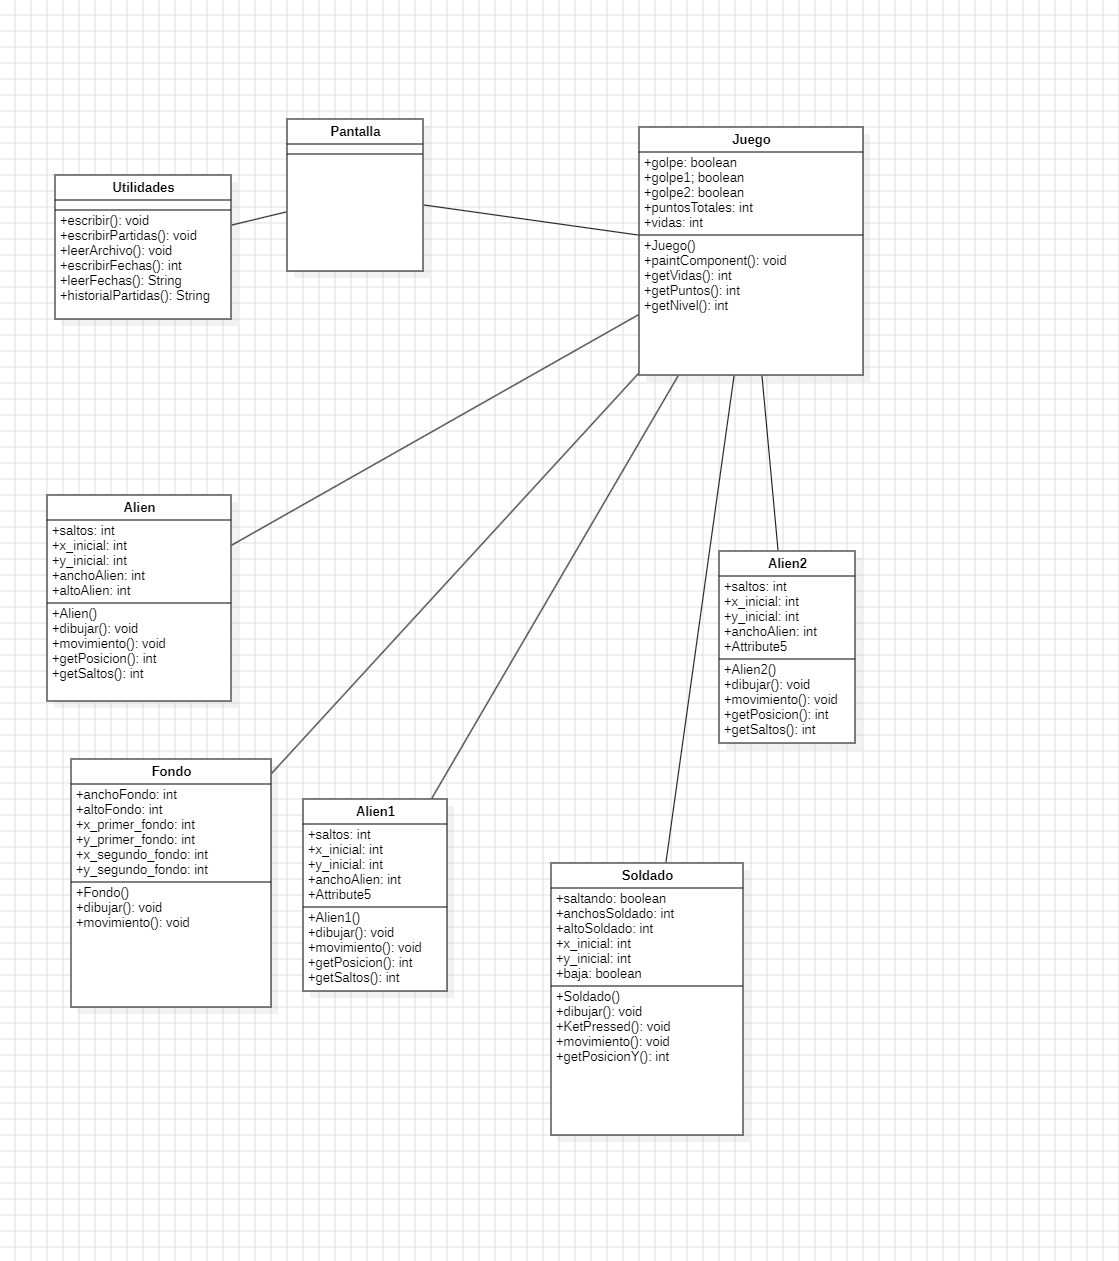 Pantalla
Utilidades
+escribir(): void
+escribirPartidas(): void
+leerArchivo(): void
+escribirFechas(): int
+leerFechas(): String
+historialPartidas(): String
Juego
+golpe: boolean
+golpe1; boolean
+golpe2: boolean
+puntosTotales: int
+vidas: int
+Juego()
+paintComponent(): void
+getVidas(): int
+getPuntos(): int
+getNivel(): int
Alien
+saltos: int
+x_inicial: int
+y_inicial: int
+anchoAlien: int
+altoAlien: int
+Alien()
+dibujar(): void
+movimiento(): void
+getPosicion(): int
+getSaltos(): int
Alien2
+saltos: int
+x_inicial: int
+y_inicial: int
+anchoAlien: int
+Attribute5
+Alien2()
+dibujar(): void
+movimiento(): void
+getPosicion(): int
+getSaltos(): int
Fondo
+anchoFondo: int
+altoFondo: int
+x_primer_fondo: int
+y_primer_fondo: int
+x_segundo_fondo: int
+y_segundo_fondo: int
+Fondo()
+dibujar(): void
+movimiento(): void
Alien1
+saltos: int
+x_inicial: int
+y_inicial: int
+anchoAlien: int
+Attribute5
+Alien1()
+dibujar(): void
+movimiento(): void
+getPosicion(): int
+getSaltos(): int
Soldado
+saltando: boolean
+anchosSoldado: int
+altoSoldado: int
+x_inicial: int
+y_inicial: int
+baja: boolean
+Soldado()
+dibujar(): void
+KetPressed(): void
+movimiento(): void
+getPosicionY(): int